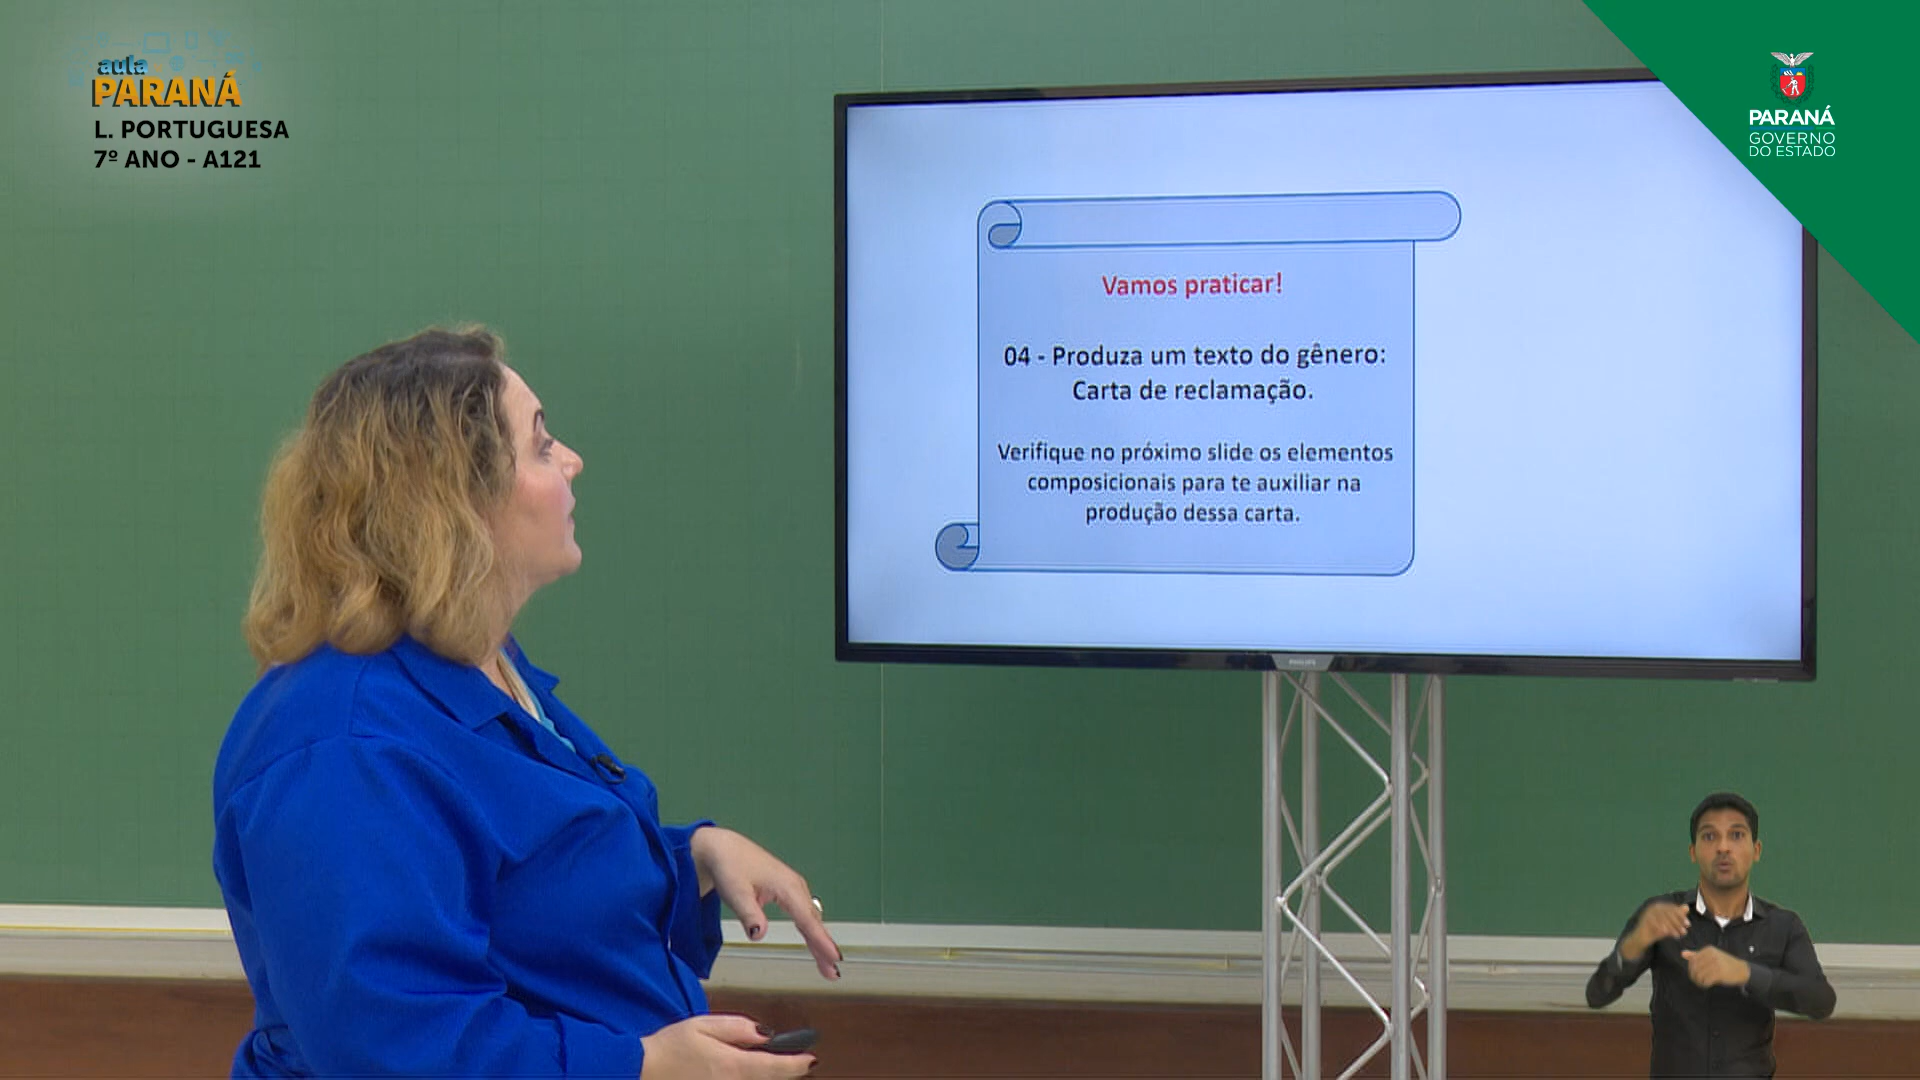 aula
PARANÁ
L. PORTUGUESA
7º ANO - A121
PARANÁ
GOVERNO
DO ESTADO
Vamos praticar!
04 - Produza um texto do gênero:
Carta de reclamação.
Verifique no próximo slide os elementos
composicionais para te auxiliar na
produção dessa carta.
PHILIPS